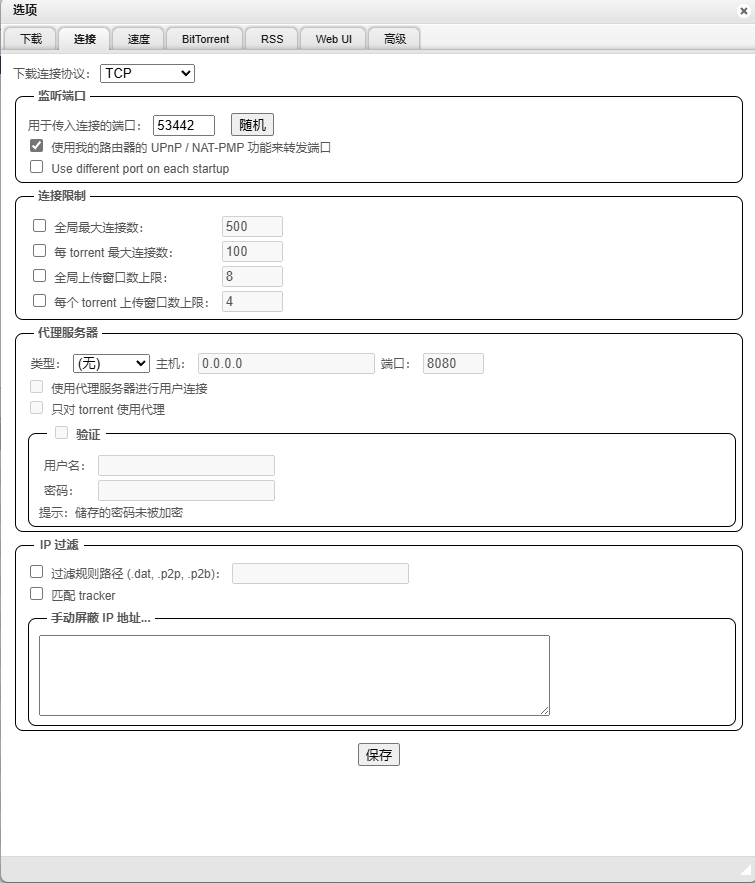 选项
下载 连接 速度 BitTorrent RSS Web UI 高级
下载连接协议： TCP
监听端口
用于传入连接的端口： 53442 随机
使用我的路由器的 UPnP / NAT-PMP 功能来转发端口
Use different port on each startup
连接限制
全局最大连接数： 500
每 torrent 最大连接数： 100
全局上传窗口数上限： 8
每个 torrent 上传窗口数上限： 4
代理服务器
类型： (无) 主机： 0.0.0.0 端口： 8080
使用代理服务器进行用户连接
只对 torrent 使用代理
验证
用户名：
密码：
提示：储存的密码未被加密
IP 过滤
过滤规则路径 (.dat, .p2p, .p2b)：
匹配 tracker
手动屏蔽 IP 地址...
保存